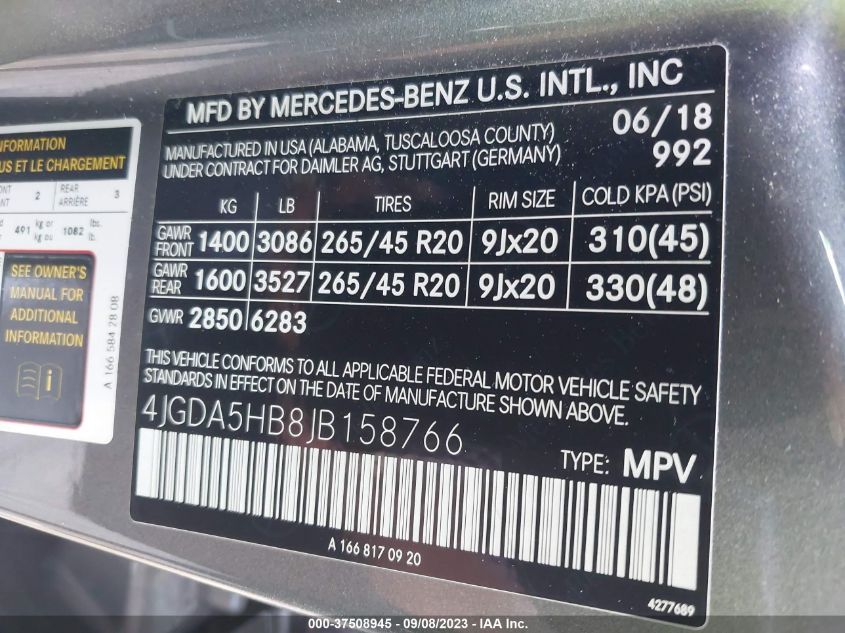 INFORMATION
US ET LE CHARGEMENT
2 REAR ARRIÈRE 3
491 kg or kg ou 1082 lbs. lb.
SEE OWNER'S
MANUAL FOR
ADDITIONAL
INFORMATION
A 166 584 28 08
MFD BY MERCEDES-BENZ U.S. INTL., INC
MANUFACTURED IN USA (ALABAMA, TUSCALOOSA COUNTY) 06/18
UNDER CONTRACT FOR DAIMLER AG, STUTTGART (GERMANY) 992
KG LB TIRES RIM SIZE COLD KPA (PSI)
GAWR FRONT 1400 3086 265/45 R20 9Jx20 310(45)
GAWR REAR 1600 3527 265/45 R20 9Jx20 330(48)
GVWR 2850 6283
THIS VEHICLE CONFORMS TO ALL APPLICABLE FEDERAL MOTOR VEHICLE SAFETY
STANDARDS IN EFFECT ON THE DATE OF MANUFACTURE SHOWN ABOVE.
4JGDA5HB8JB158766
TYPE: MPV
A 166 817 09 20
4277689
000-37508945 - 09/08/2023 - IAA Inc.